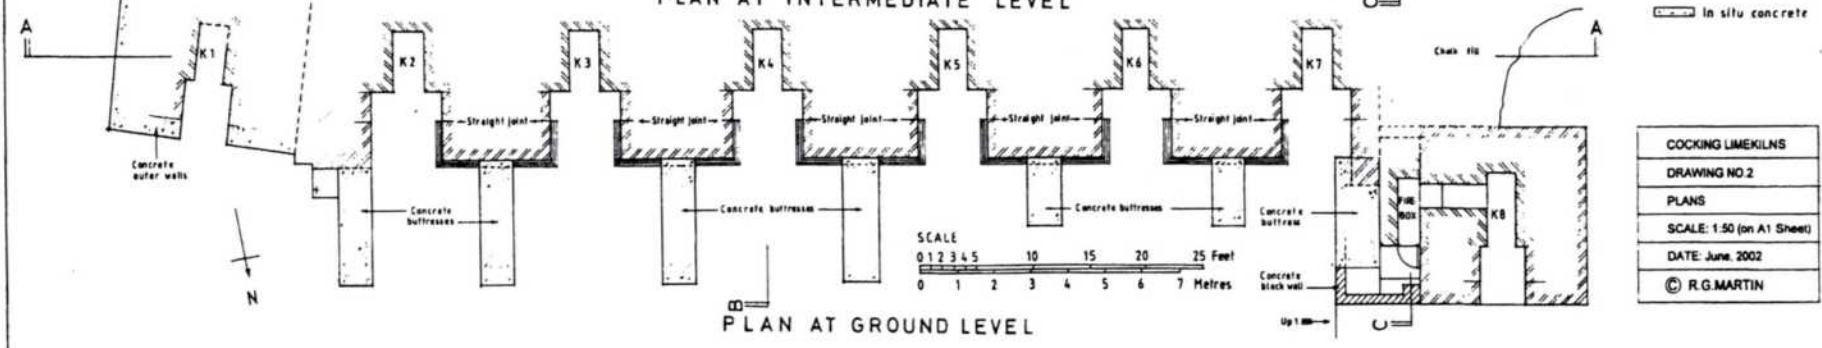 PLAN AT INTERMEDIATE LEVEL
C
In situ concrete
A
A
K1
K2
K3
K4
K5
K6
K7
Chalk fill
Straight joint
Straight joint
Straight joint
Straight joint
Straight joint
Concrete
outer walls
Concrete
buttresses
Concrete buttresses
Concrete buttresses
Concrete
buttress
FIRE
BOX
K8
N
SCALE
0 1 2 3 4 5 10 15 20 25 Feet
0 1 2 3 4 5 6 7 Metres
Concrete
block wall
B
Up 1
C
PLAN AT GROUND LEVEL
COCKING LIMEKILNS
DRAWING NO.2
PLANS
SCALE: 1:50 (on A1 Sheet)
DATE: June, 2002
© R.G.MARTIN